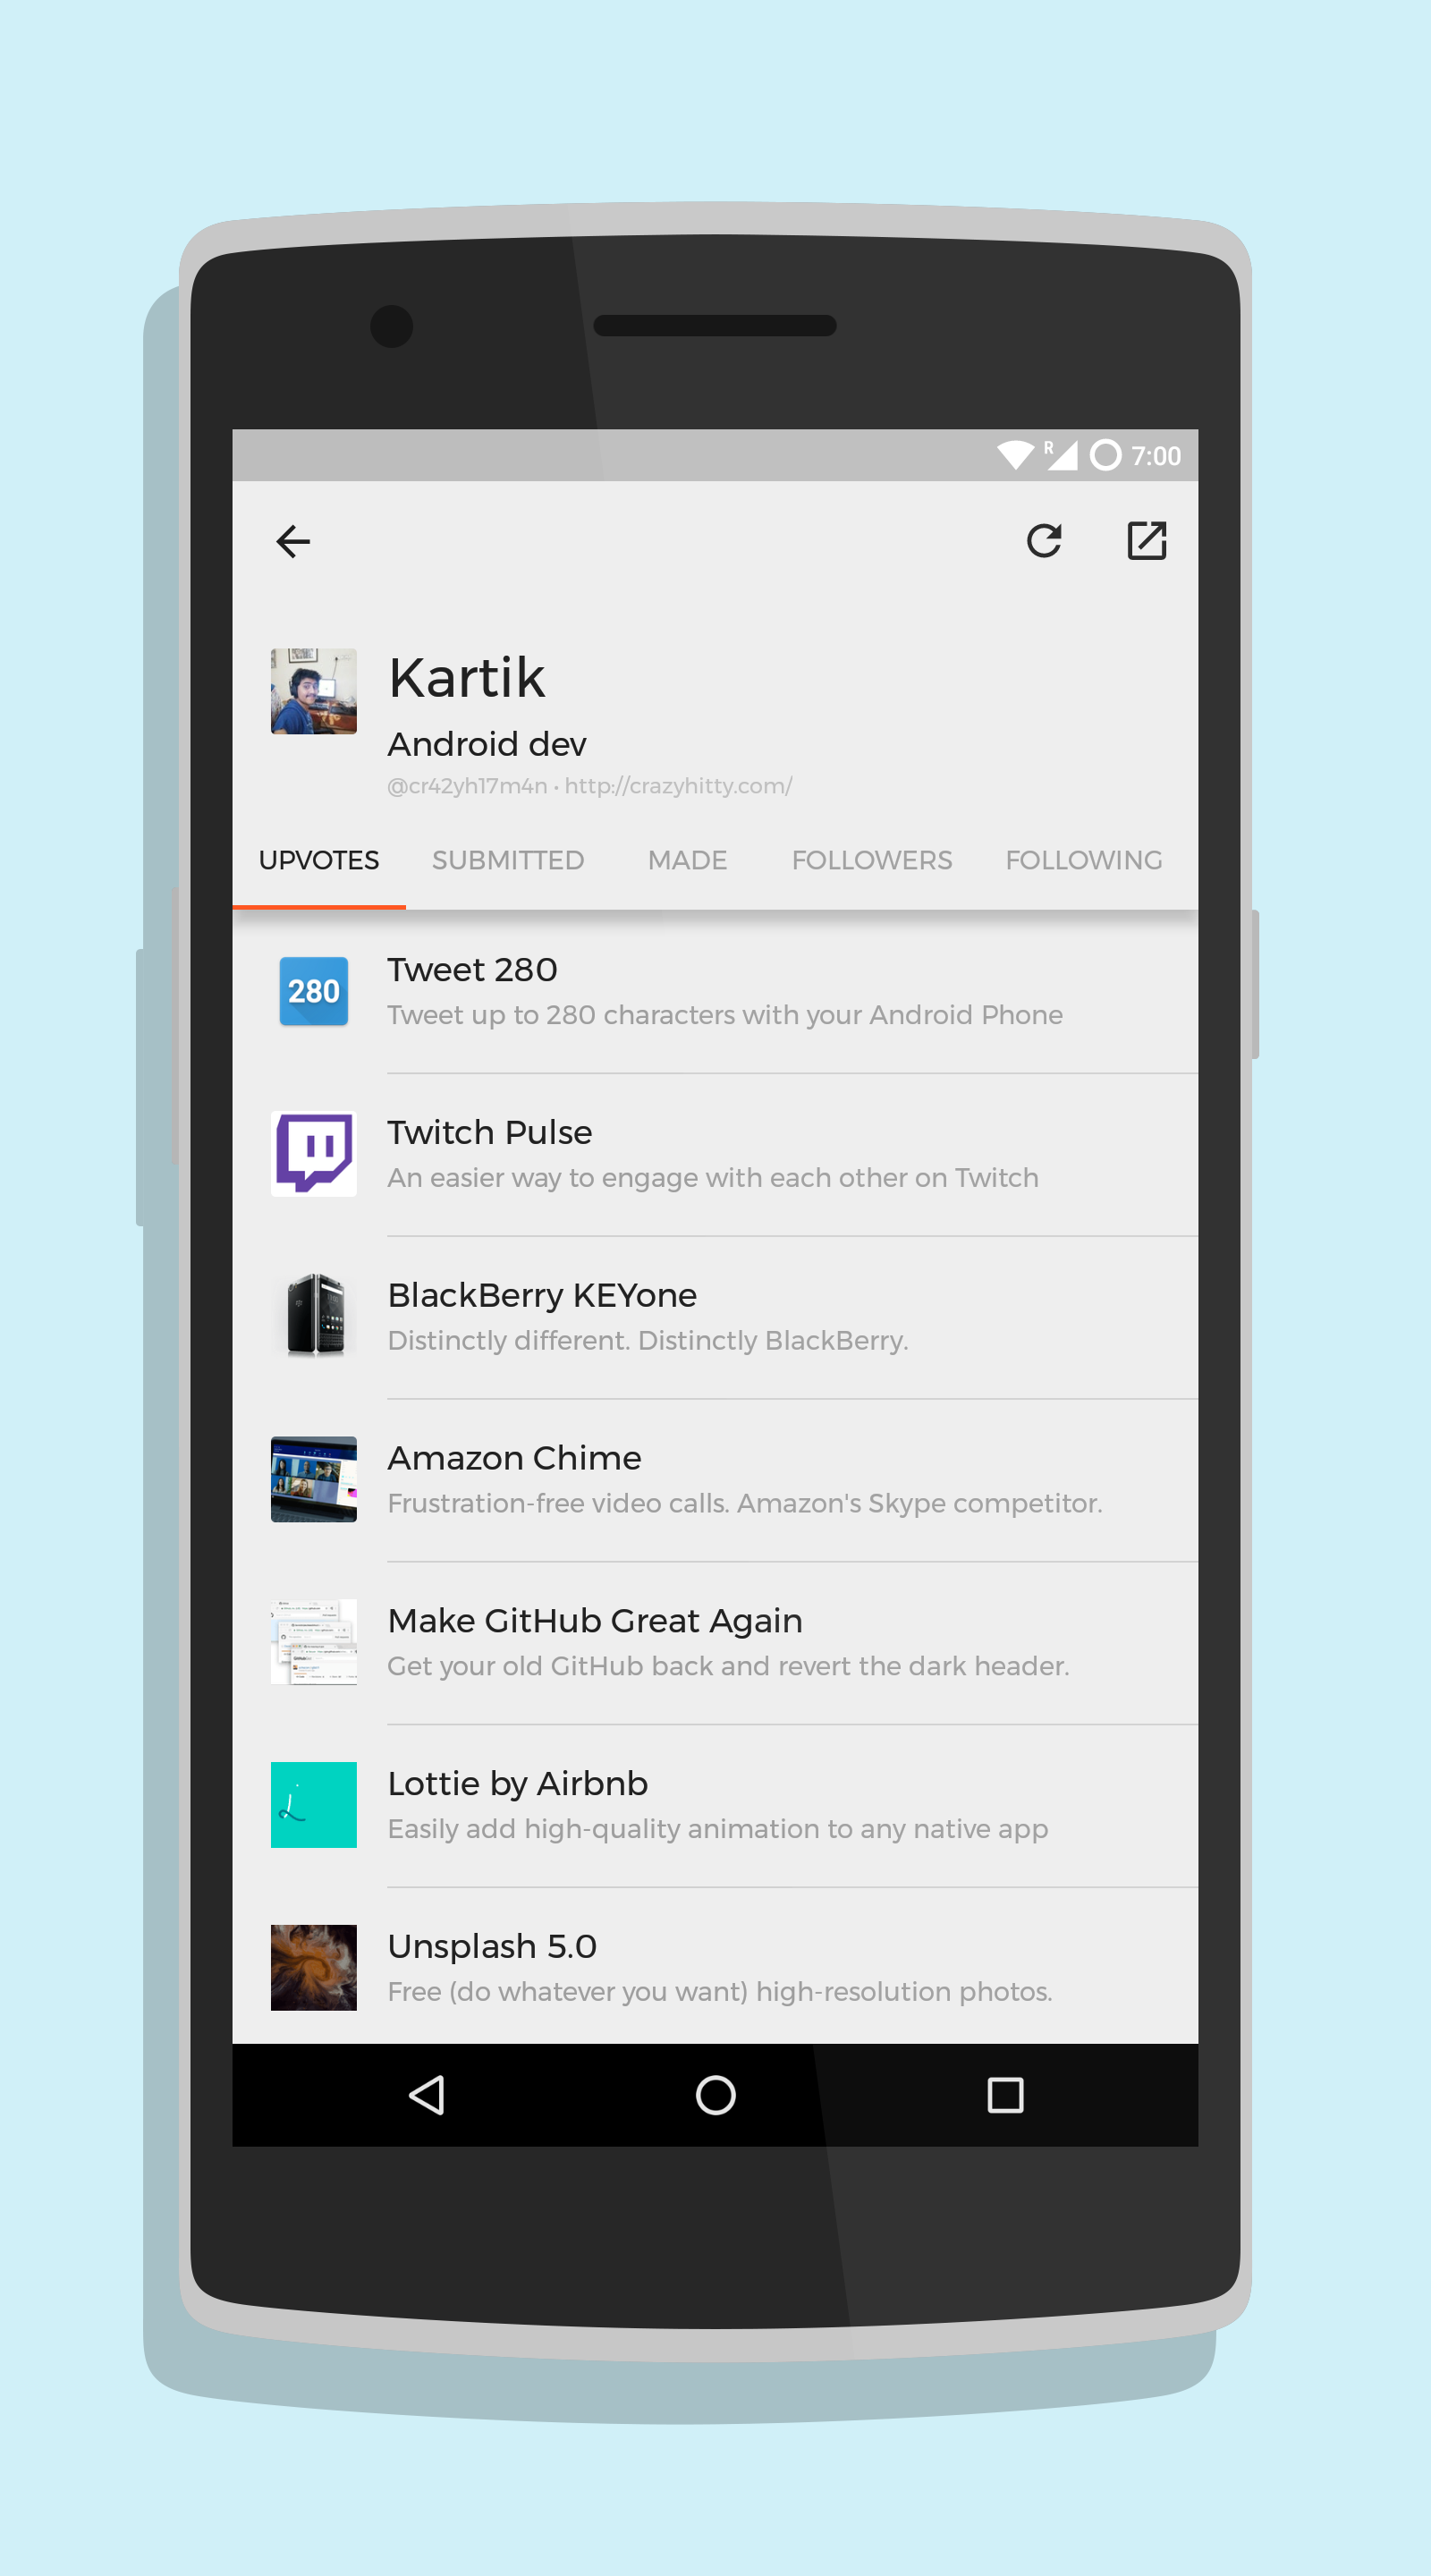 R 7:00
Kartik
Android dev
@cr42yh17m4n • http://crazyhitty.com/
UPVOTES SUBMITTED MADE FOLLOWERS FOLLOWING
280
Tweet 280
Tweet up to 280 characters with your Android Phone
Twitch Pulse
An easier way to engage with each other on Twitch
BlackBerry KEYone
Distinctly different. Distinctly BlackBerry.
Amazon Chime
Frustration-free video calls. Amazon's Skype competitor.
Make GitHub Great Again
Get your old GitHub back and revert the dark header.
Lottie by Airbnb
Easily add high-quality animation to any native app
Unsplash 5.0
Free (do whatever you want) high-resolution photos.